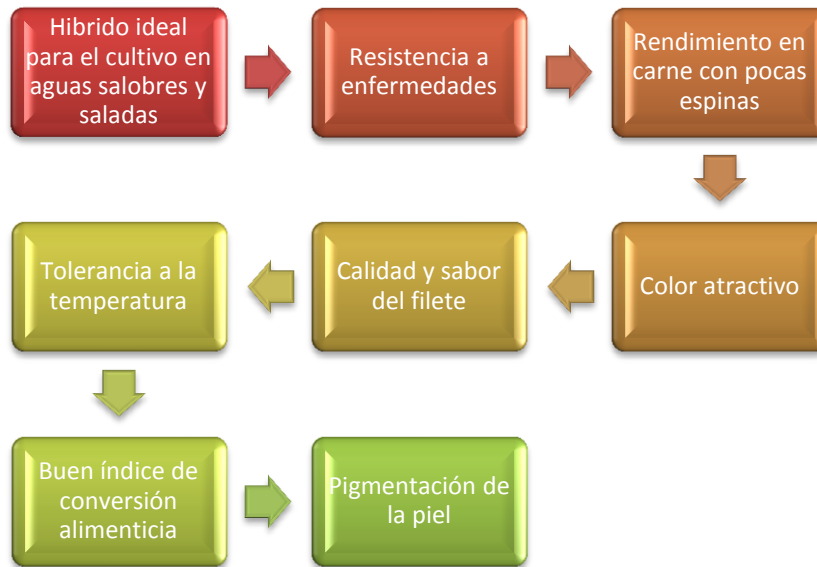 Hibrido ideal
para el cultivo en
aguas salobres y
saladas
Resistencia a
enfermedades
Rendimiento en
carne con pocas
espinas
Color atractivo
Calidad y sabor
del filete
Tolerancia a la
temperatura
Buen índice de
conversión
alimenticia
Pigmentación de
la piel